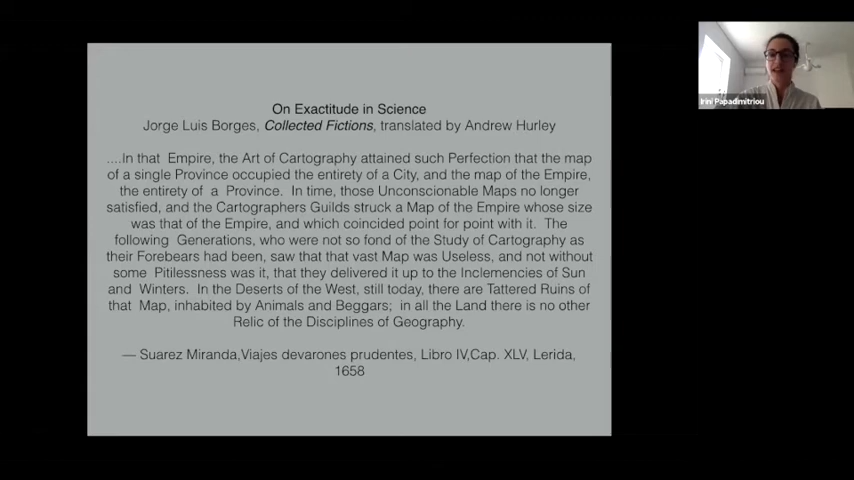 On Exactitude in Science
Jorge Luis Borges, Collected Fictions, translated by Andrew Hurley
....In that Empire, the Art of Cartography attained such Perfection that the map
of a single Province occupied the entirety of a City, and the map of the Empire,
the entirety of a Province. In time, those Unconscionable Maps no longer
satisfied, and the Cartographers Guilds struck a Map of the Empire whose size
was that of the Empire, and which coincided point for point with it. The
following Generations, who were not so fond of the Study of Cartography as
their Forebears had been, saw that that vast Map was Useless, and not without
some Pitilessness was it, that they delivered it up to the Inclemencies of Sun
and Winters. In the Deserts of the West, still today, there are Tattered Ruins of
that Map, inhabited by Animals and Beggars; in all the Land there is no other
Relic of the Disciplines of Geography.
— Suarez Miranda,Viajes devarones prudentes, Libro IV,Cap. XLV, Lerida,
1658
Irini Papadimitriou